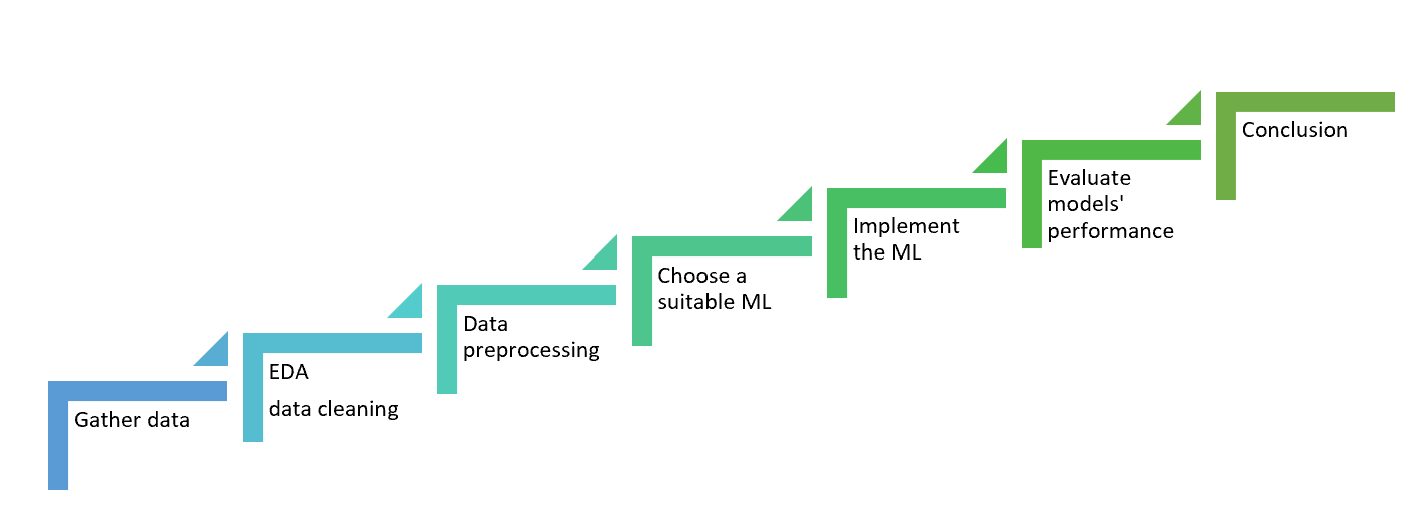 Gather data
EDA
data cleaning
Data
preprocessing
Choose a
suitable ML
Implement
the ML
Evaluate
models'
performance
Conclusion